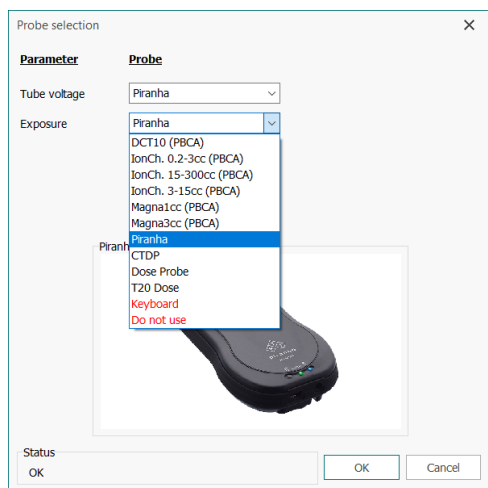 Probe selection
Parameter Probe
Tube voltage Piranha
Exposure Piranha
DCT10 (PBCA)
IonCh. 0.2-3cc (PBCA)
IonCh. 15-300cc (PBCA)
IonCh. 3-15cc (PBCA)
Magna1cc (PBCA)
Magna3cc (PBCA)
Piranha
CTDP
Dose Probe
T20 Dose
Keyboard
Do not use
piranha
Status
OK
OK Cancel